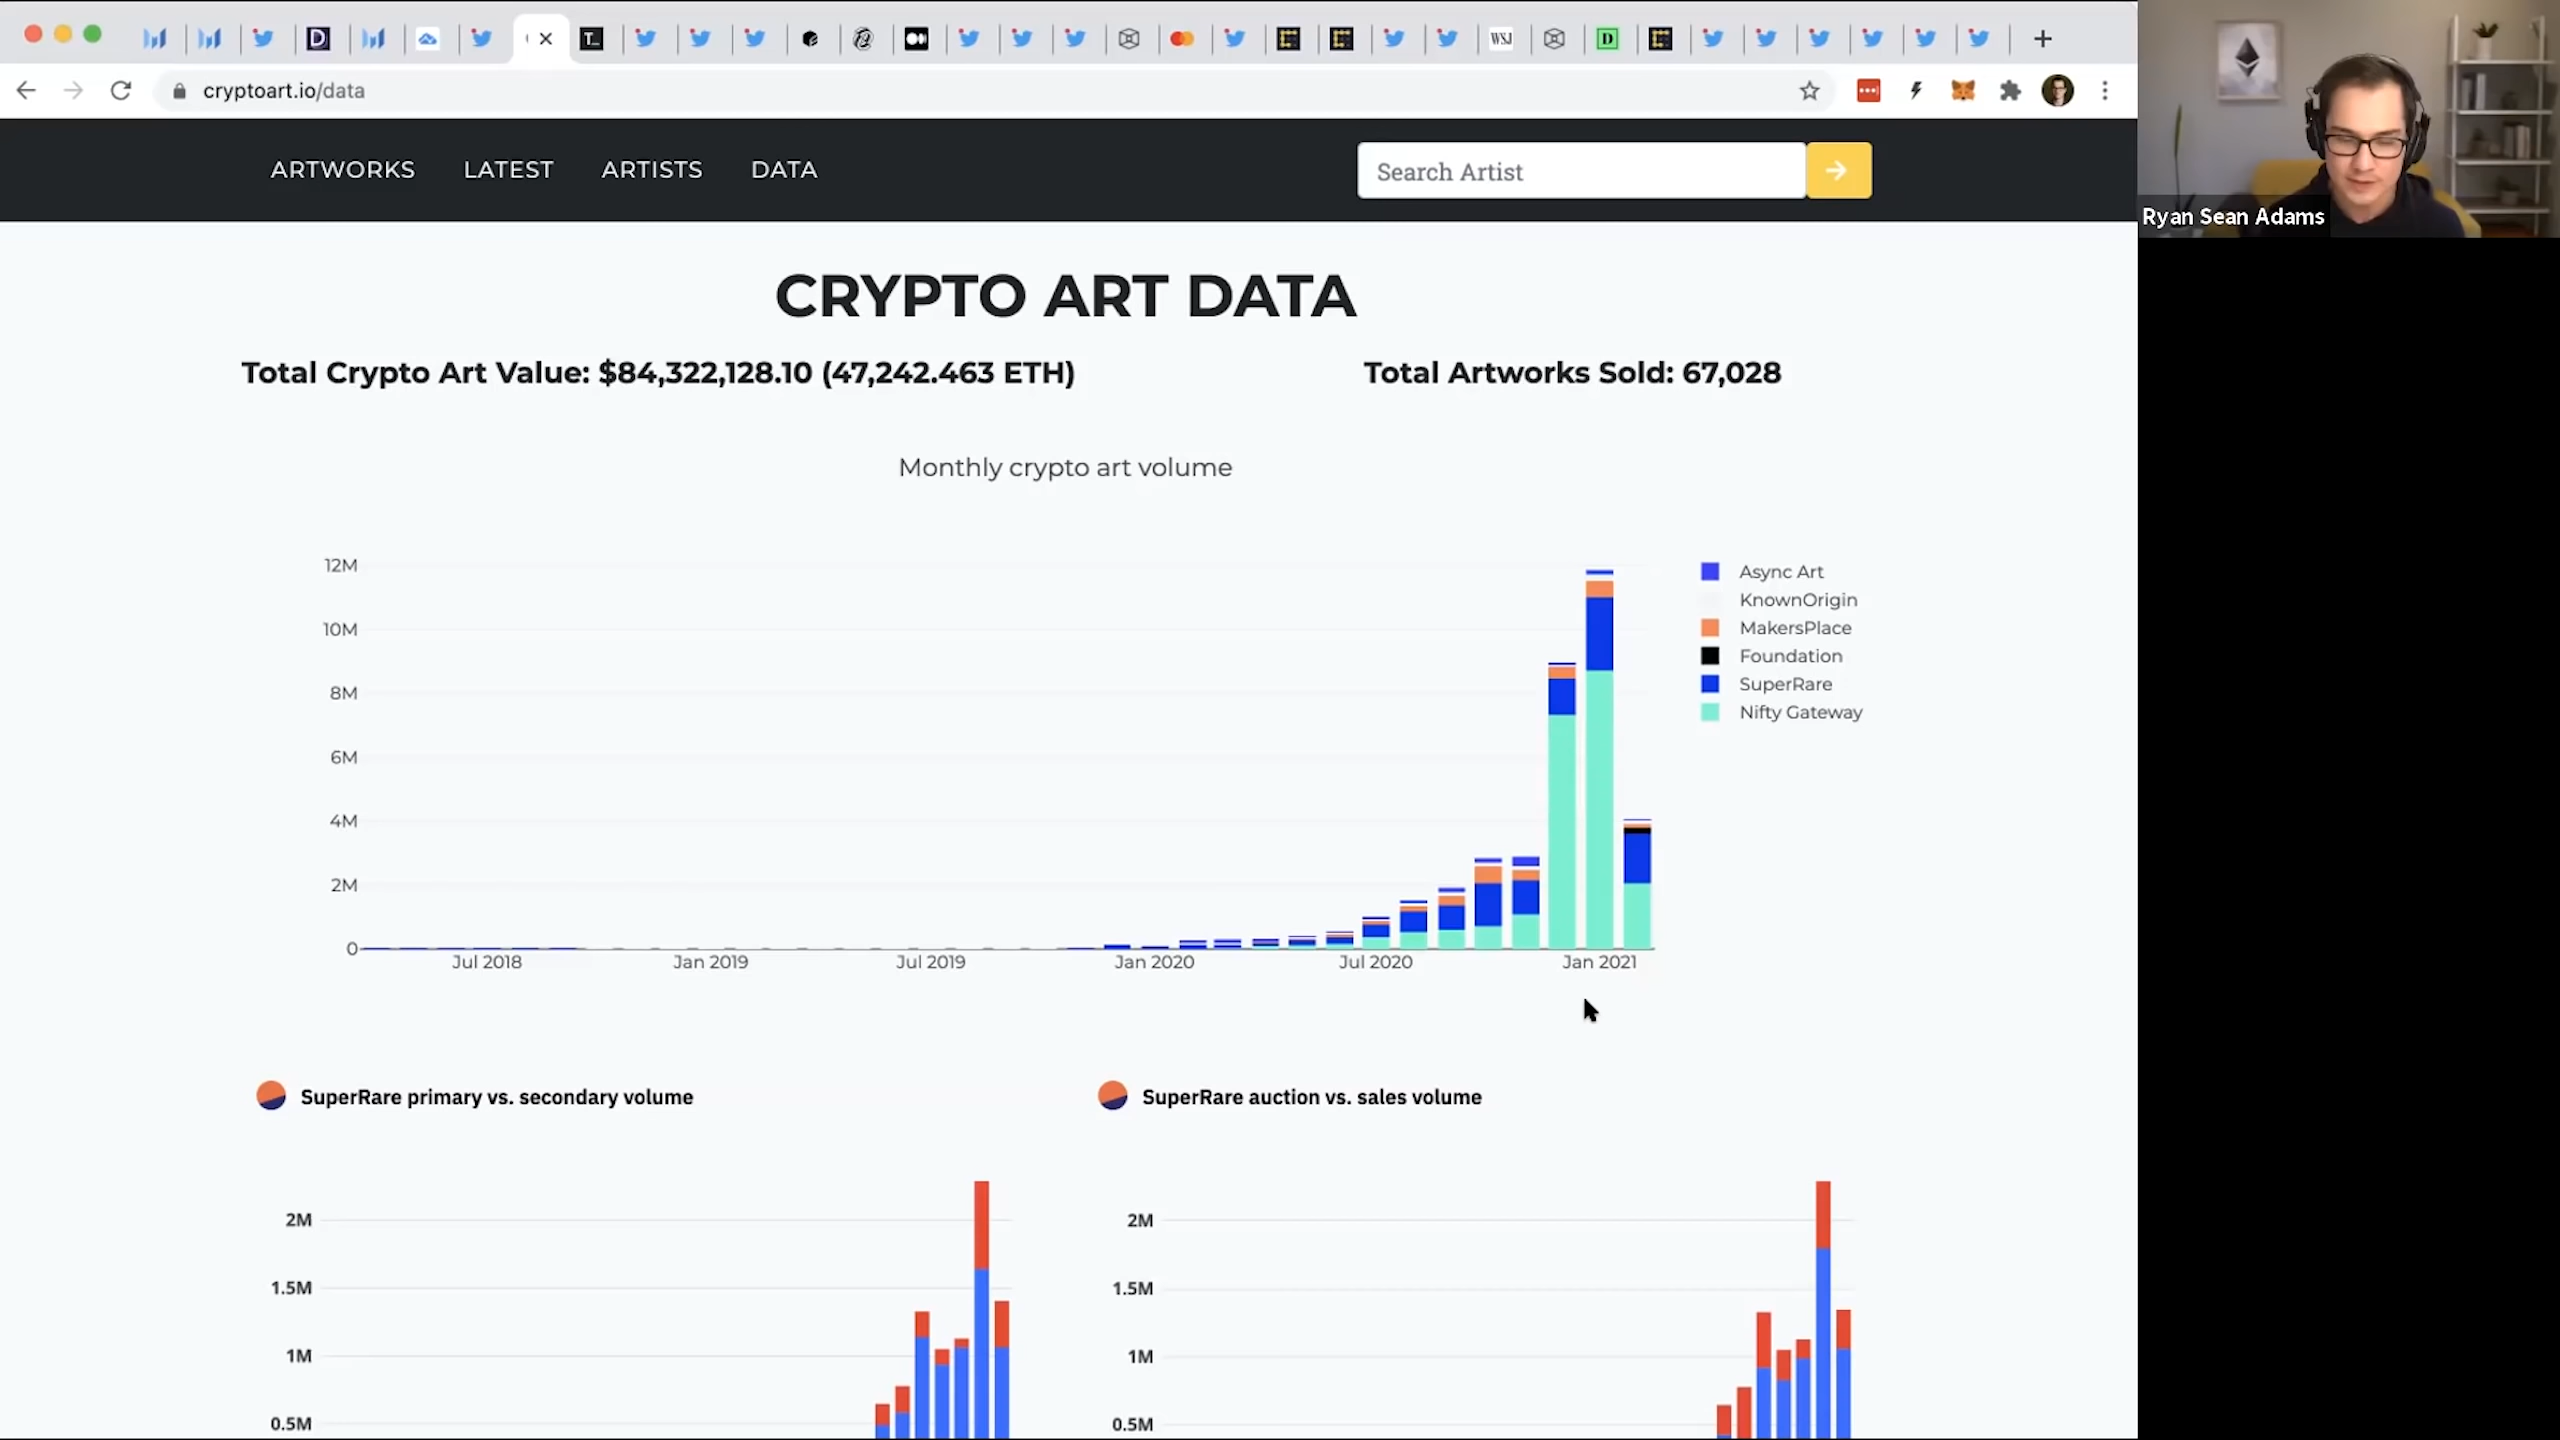 T_
WSJ
D
D
cryptoart.io/data
ARTWORKS LATEST ARTISTS DATA
Search Artist
Ryan Sean Adams
CRYPTO ART DATA
Total Crypto Art Value: $84,322,128.10 (47,242.463 ETH)
Total Artworks Sold: 67,028
Monthly crypto art volume
12M
10M
8M
6M
4M
2M
0
Jul 2018
Jan 2019
Jul 2019
Jan 2020
Jul 2020
Jan 2021
Async Art
KnownOrigin
MakersPlace
Foundation
SuperRare
Nifty Gateway
SuperRare primary vs. secondary volume
2M
1.5M
1M
0.5M
SuperRare auction vs. sales volume
2M
1.5M
1M
0.5M